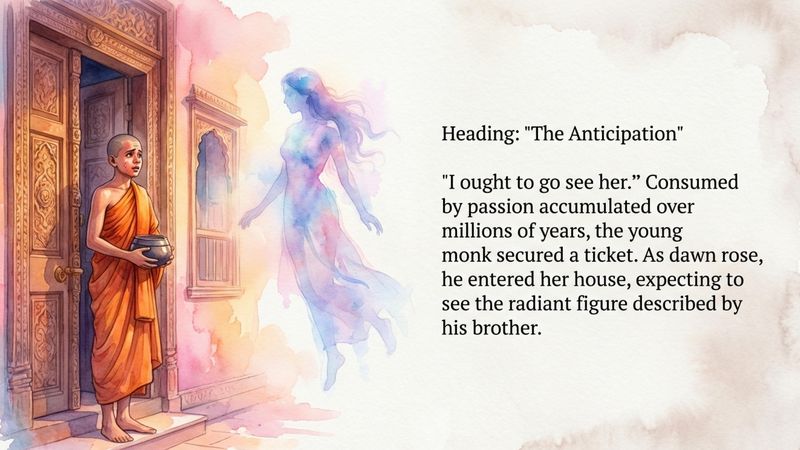 Heading: "The Anticipation"
"I ought to go see her.” Consumed
by passion accumulated over
millions of years, the young
monk secured a ticket. As dawn rose,
he entered her house, expecting to
see the radiant figure described by
his brother.